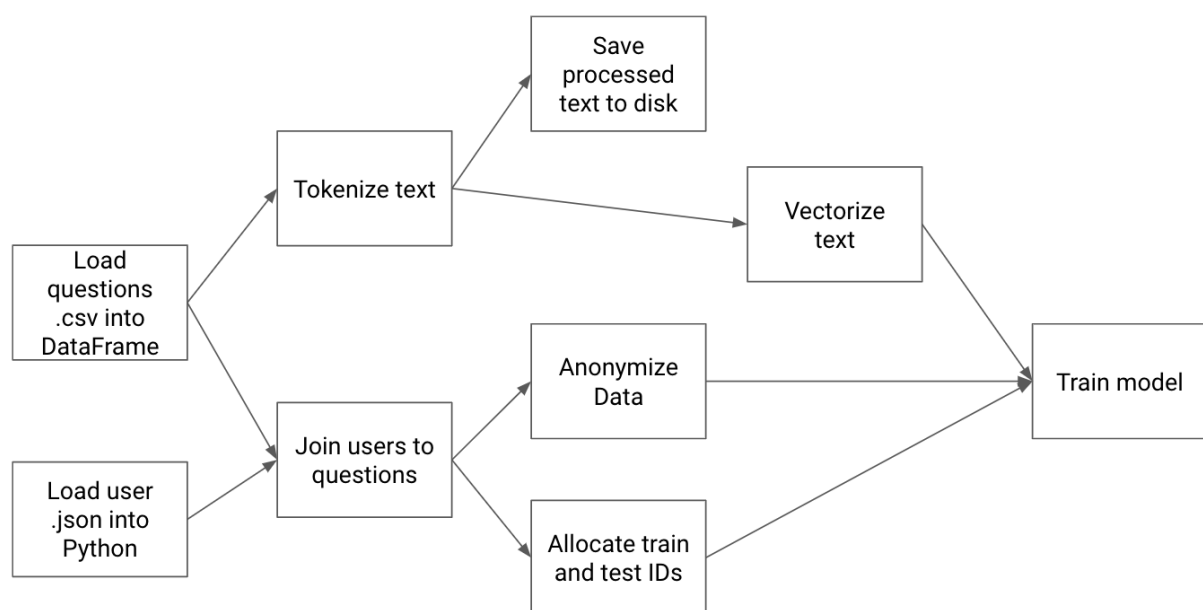 Save
processed
text to disk
Tokenize text
Vectorize
text
Load
questions
.csv into
DataFrame
Anonymize
Data
Train model
Join users to
questions
Load user
.json into
Python
Allocate train
and test IDs